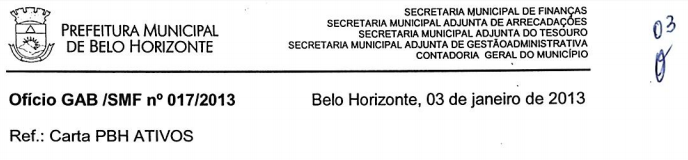 PREFEITURA MUNICIPAL
DE BELO HORIZONTE
SECRETARIA MUNICIPAL DE FINANÇAS
SECRETARIA MUNICIPAL ADJUNTA DE ARRECADAÇÕES
SECRETARIA MUNICIPAL ADJUNTA DO TESOURO
SECRETARIA MUNICIPAL ADJUNTA DE GESTÃOADMINISTRATIVA
CONTADORIA GERAL DO MUNICÍPIO
03
Ofício GAB /SMF nº 017/2013 Belo Horizonte, 03 de janeiro de 2013
Ref.: Carta PBH ATIVOS